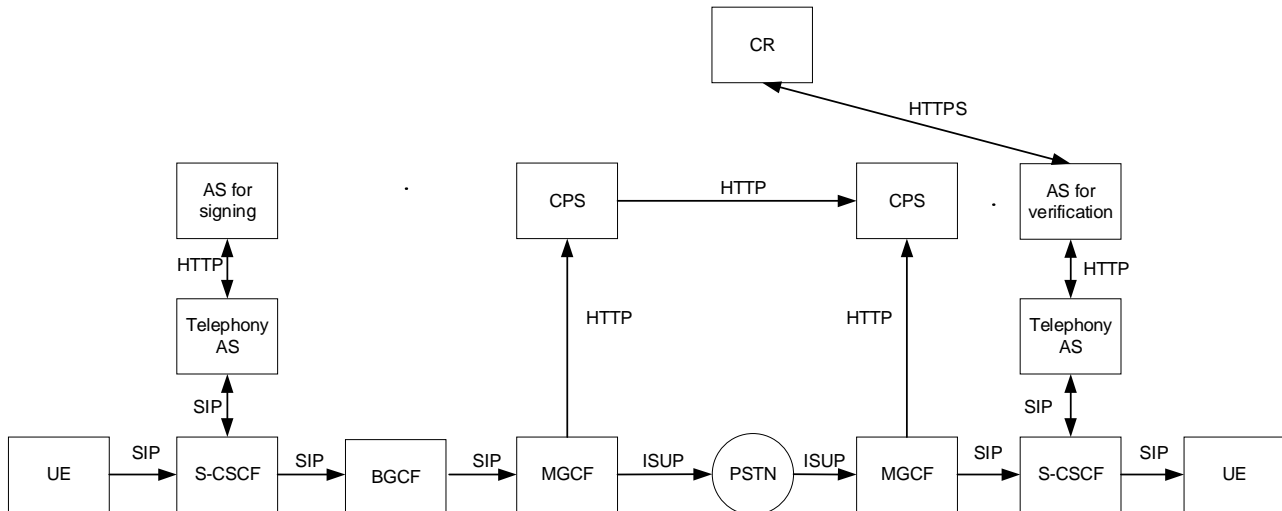 CR
HTTPS
AS for
signing
CPS
HTTP
CPS
AS for
verification
HTTP
HTTP
Telephony
AS
HTTP
HTTP
Telephony
AS
SIP
SIP
UE
SIP
S-CSCF
SIP
BGCF
SIP
MGCF
ISUP
PSTN
ISUP
MGCF
SIP
S-CSCF
SIP
UE